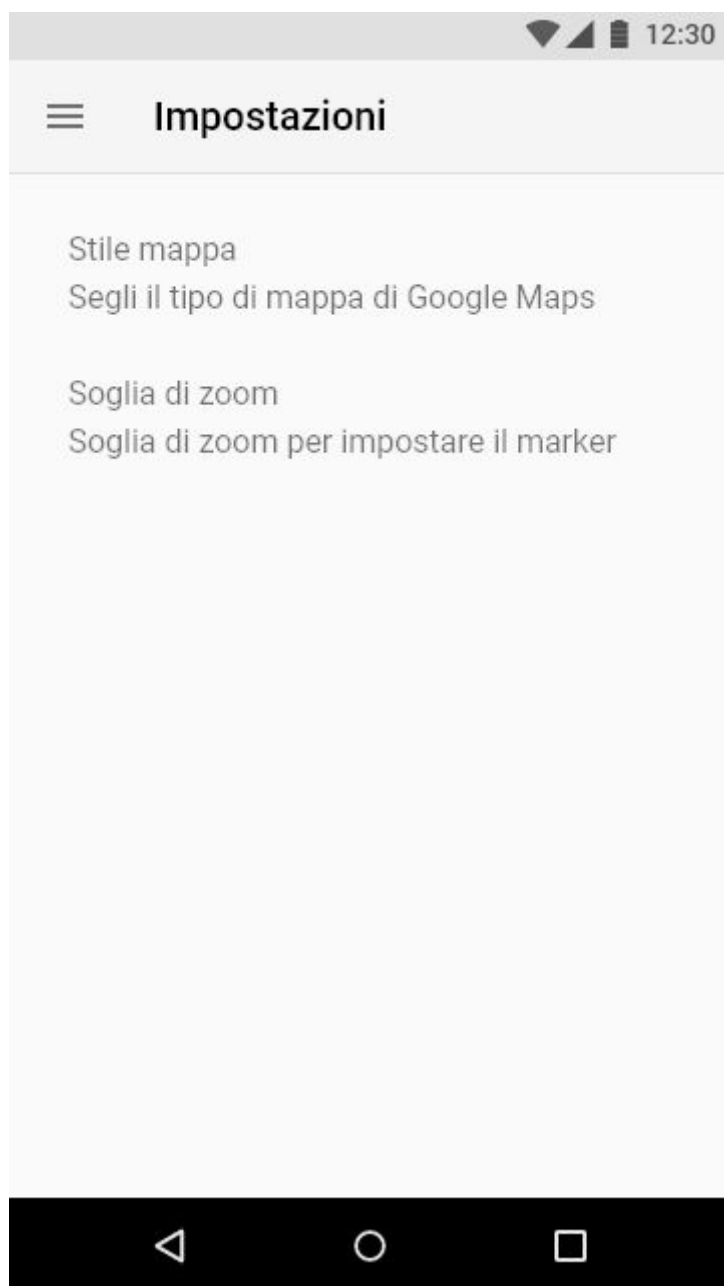 12:30
Impostazioni
Stile mappa
Segli il tipo di mappa di Google Maps
Soglia di zoom
Soglia di zoom per impostare il marker